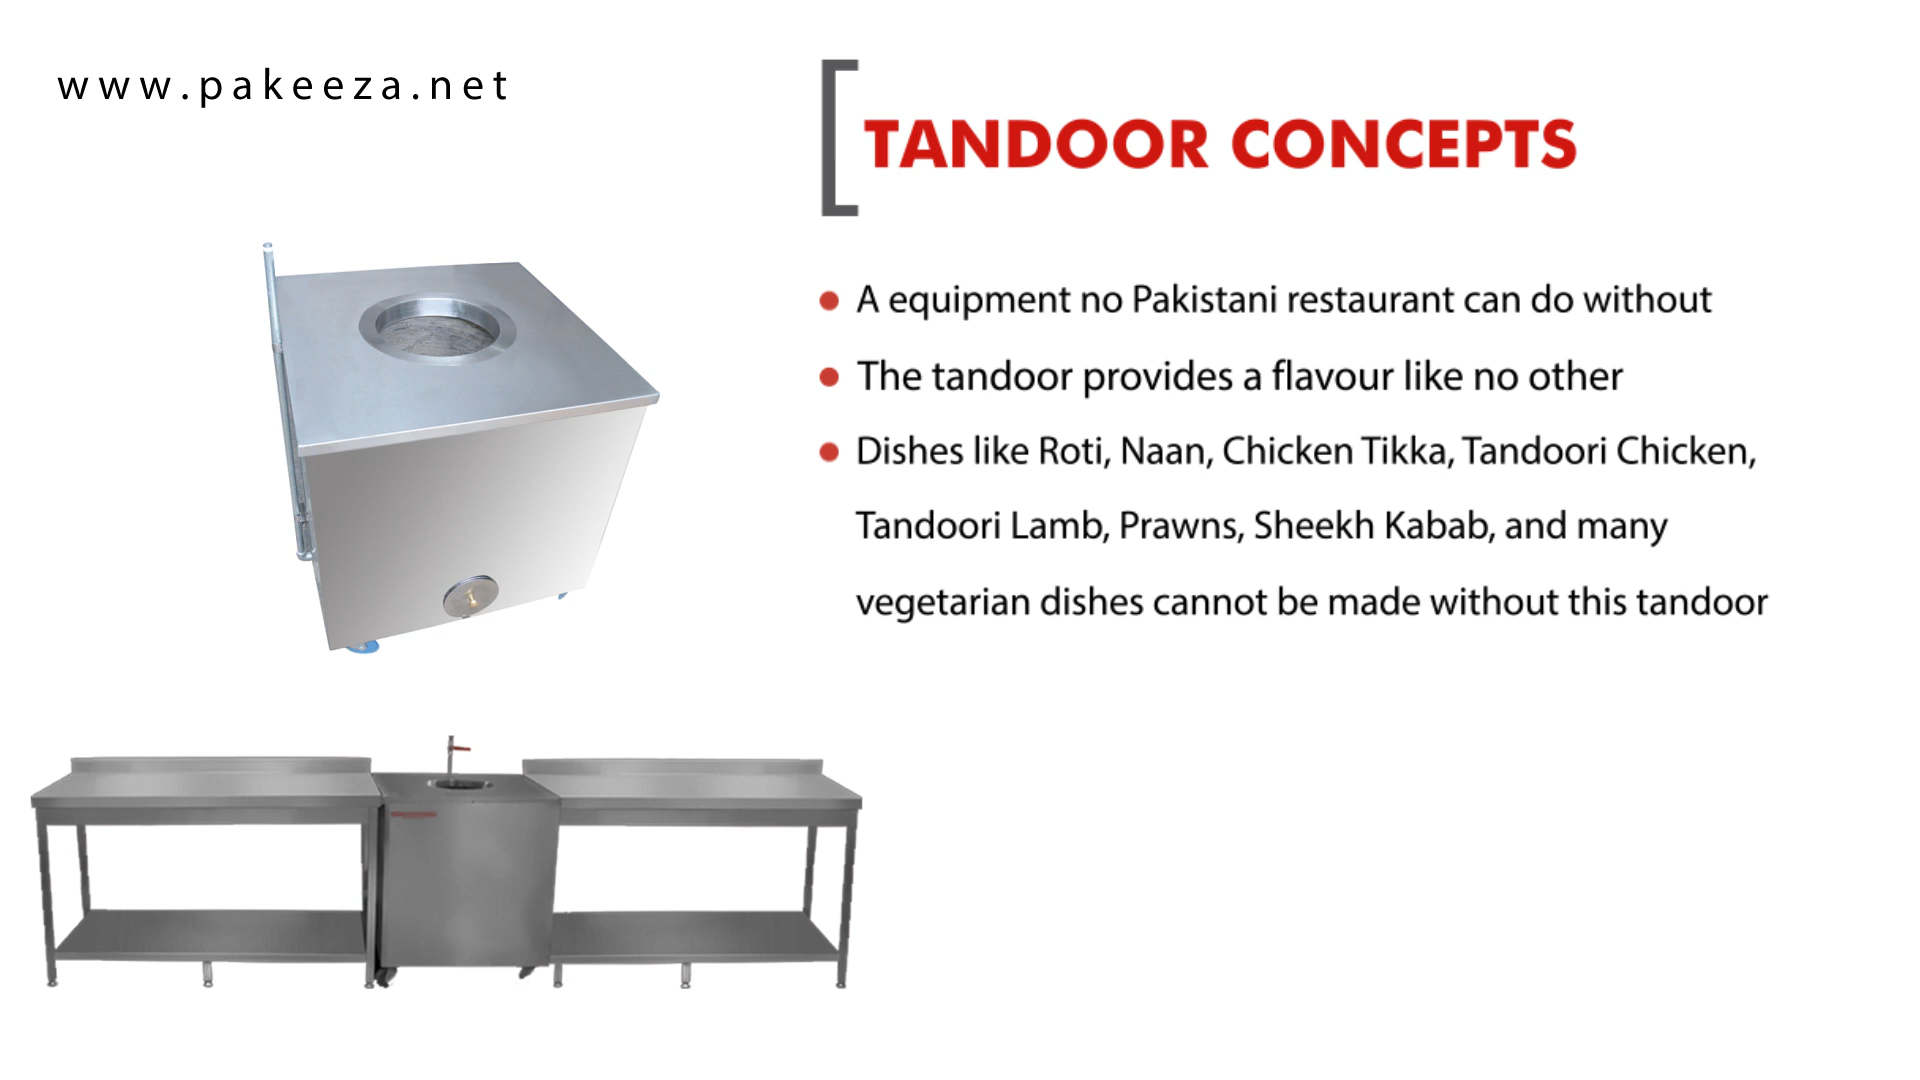 www.pakeeza.net
TANDOOR CONCEPTS
A equipment no Pakistani restaurant can do without
The tandoor provides a flavour like no other
Dishes like Roti, Naan, Chicken Tikka, Tandoori Chicken,
Tandoori Lamb, Prawns, Sheekh Kabab, and many
vegetarian dishes cannot be made without this tandoor